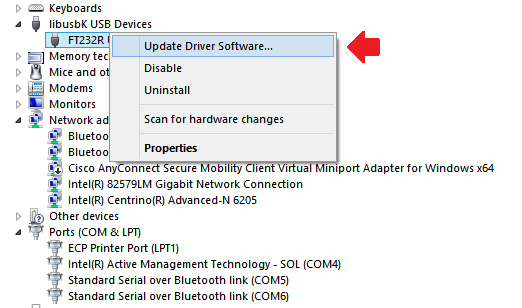 Keyboards
libusbK USB Devices
FT232R
Update Driver Software...
Disable
Uninstall
Scan for hardware changes
Properties
Memory tec
Mice and ot
Modems
Monitors
Network ad
Bluetoo
Bluetoo
Cisco AnyConnect Secure Mobility Client Virtual Miniport Adapter for Windows x64
Intel(R) 82579LM Gigabit Network Connection
Intel(R) Centrino(R) Advanced-N 6205
Other devices
Ports (COM & LPT)
ECP Printer Port (LPT1)
Intel(R) Active Management Technology - SOL (COM4)
Standard Serial over Bluetooth link (COM5)
Standard Serial over Bluetooth link (COM6)